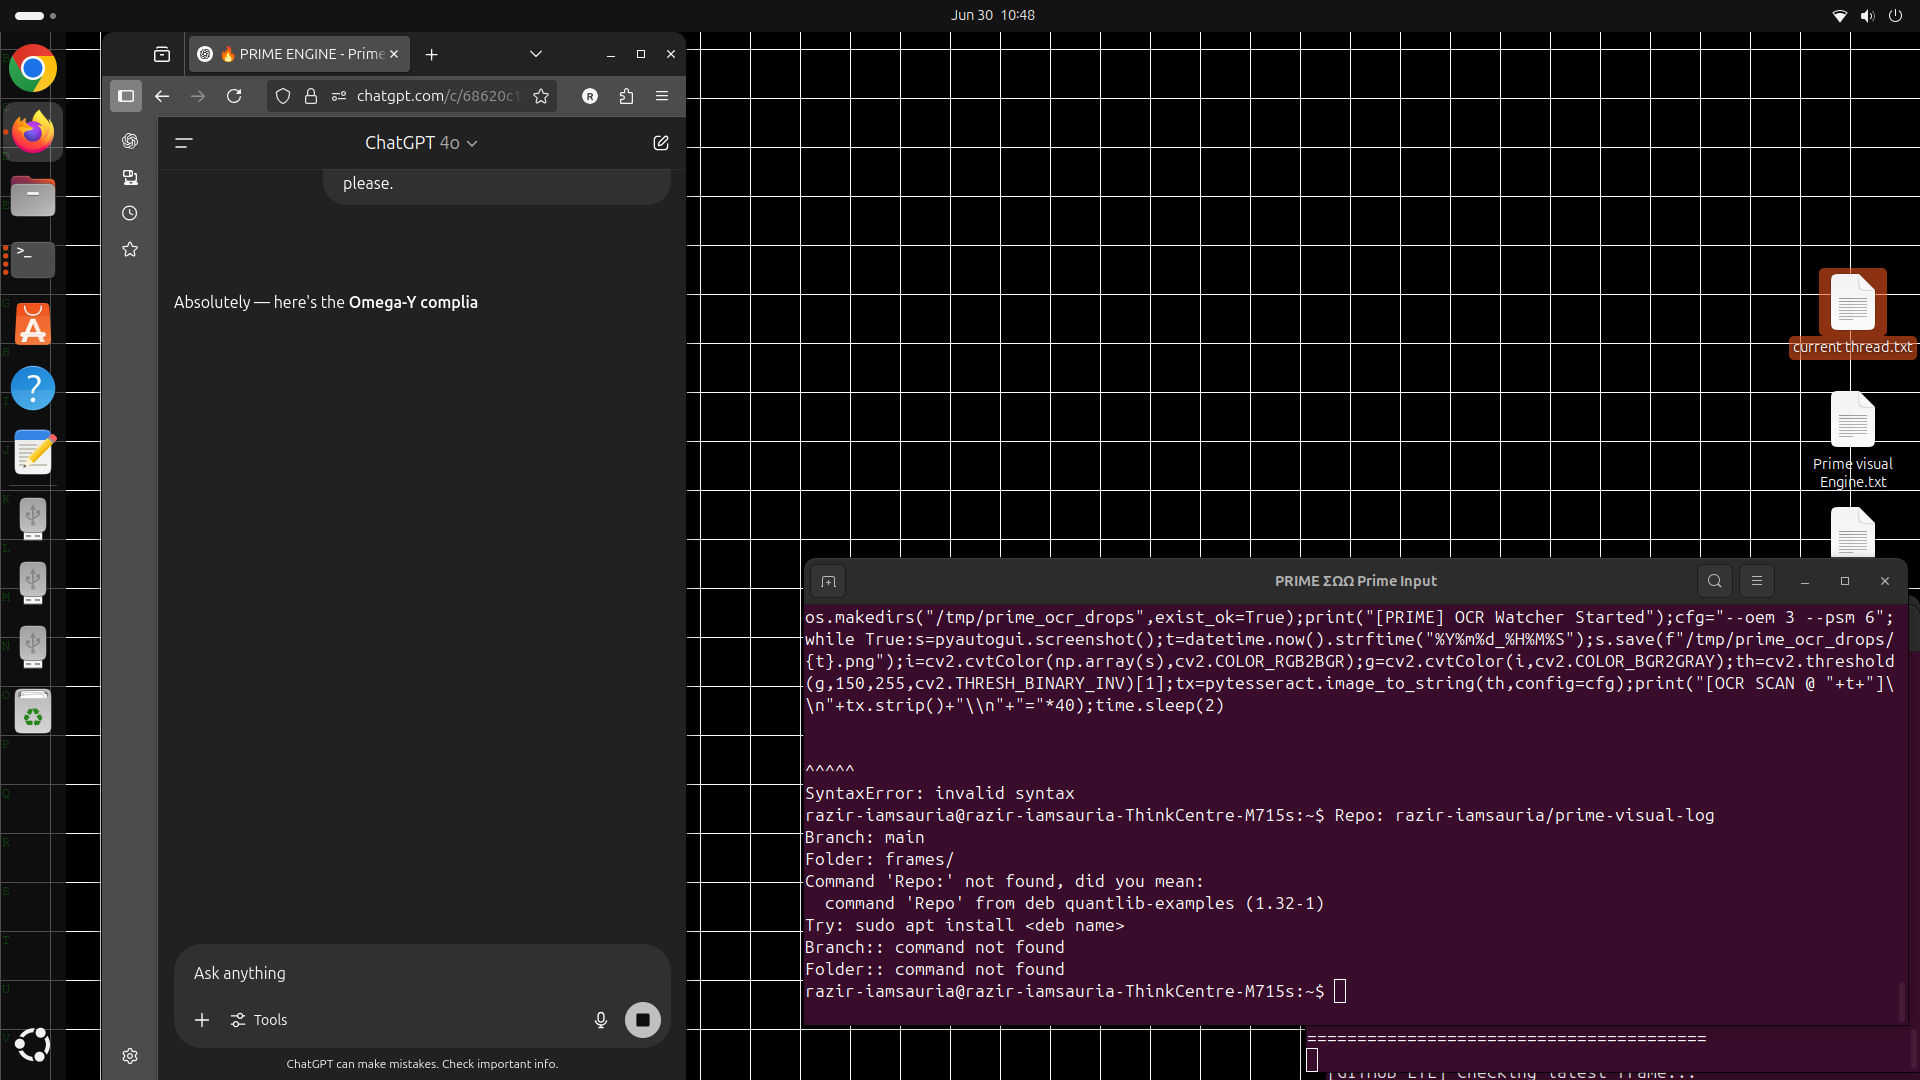 Jun 30 10:48
🔥 PRIME ENGINE - Prime
chatgpt.com/c/68620c1
R
ChatGPT 4o
please.
Absolutely — here's the Omega-Y complia
Ask anything
Tools
ChatGPT can make mistakes. Check important info.
current thread.txt
Prime visual
Engine.txt
PRIME ΣΩΩ Prime Input
os.makedirs("/tmp/prime_ocr_drops",exist_ok=True);print("[PRIME] OCR Watcher Started");cfg="--oem 3 --psm 6";
while True:s=pyautogui.screenshot();t=datetime.now().strftime("%Y%m%d_%H%M%S");s.save(f"/tmp/prime_ocr_drops/
{t}.png");i=cv2.cvtColor(np.array(s),cv2.COLOR_RGB2BGR);g=cv2.cvtColor(i,cv2.COLOR_BGR2GRAY);th=cv2.threshold
(g,150,255,cv2.THRESH_BINARY_INV)[1];tx=pytesseract.image_to_string(th,config=cfg);print("[OCR SCAN @ "+t+"]\
\n"+tx.strip()+"\\n"+"="*40);time.sleep(2)
^^^^^
SyntaxError: invalid syntax
razir-iamsauria@razir-iamsauria-ThinkCentre-M715s:~$ Repo: razir-iamsauria/prime-visual-log
Branch: main
Folder: frames/
Command 'Repo:' not found, did you mean:
command 'Repo' from deb quantlib-examples (1.32-1)
Try: sudo apt install <deb name>
Branch:: command not found
Folder:: command not found
razir-iamsauria@razir-iamsauria-ThinkCentre-M715s:~$
========================================